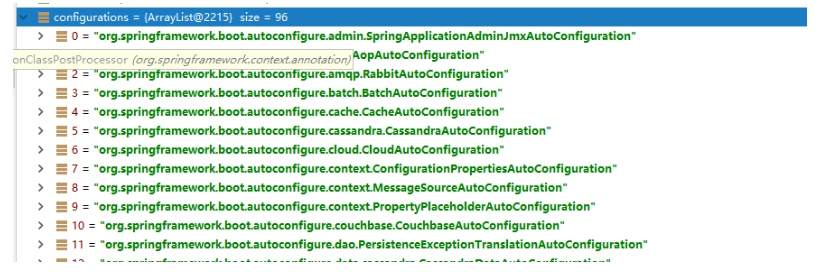 configurations = {ArrayList@2215} size = 96
0 = "org.springframework.boot.autoconfigure.admin.SpringApplicationAdminJmxAutoConfiguration"
onClassPostProcessor (org.springframework.context.annotation) AopAutoConfiguration"
2 = "org.springframework.boot.autoconfigure.amqp.RabbitAutoConfiguration"
3 = "org.springframework.boot.autoconfigure.batch.BatchAutoConfiguration"
4 = "org.springframework.boot.autoconfigure.cache.CacheAutoConfiguration"
5 = "org.springframework.boot.autoconfigure.cassandra.CassandraAutoConfiguration"
6 = "org.springframework.boot.autoconfigure.cloud.CloudAutoConfiguration"
7 = "org.springframework.boot.autoconfigure.context.ConfigurationPropertiesAutoConfiguration"
8 = "org.springframework.boot.autoconfigure.context.MessageSourceAutoConfiguration"
9 = "org.springframework.boot.autoconfigure.context.PropertyPlaceholderAutoConfiguration"
10 = "org.springframework.boot.autoconfigure.couchbase.CouchbaseAutoConfiguration"
11 = "org.springframework.boot.autoconfigure.dao.PersistenceExceptionTranslationAutoConfiguration"